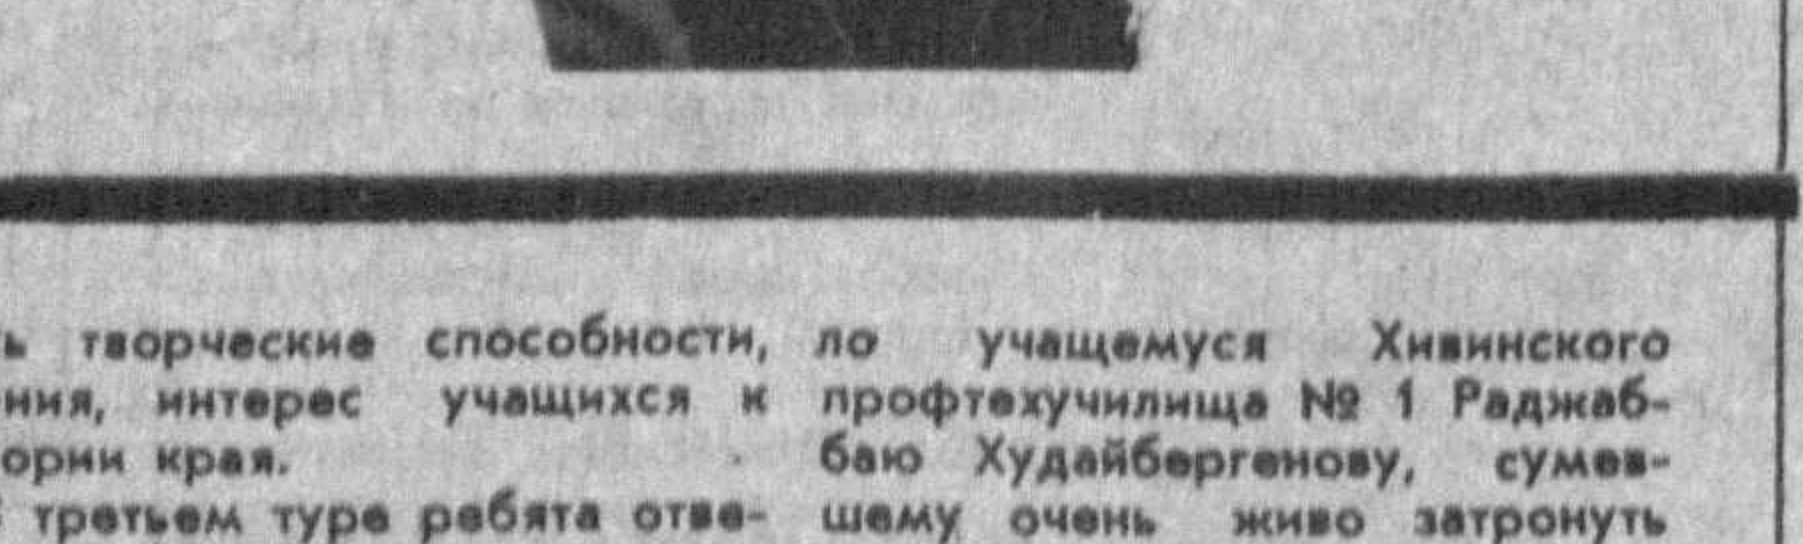 ь творческие способности,
ния, интерес учащихся к
ории края.
третьем туре ребята отве-
ло учащемуся Хивинского
профтехучилища № 1 Раджаб-
баю Худайбергенову, сумев-
шему очень живо затронуть